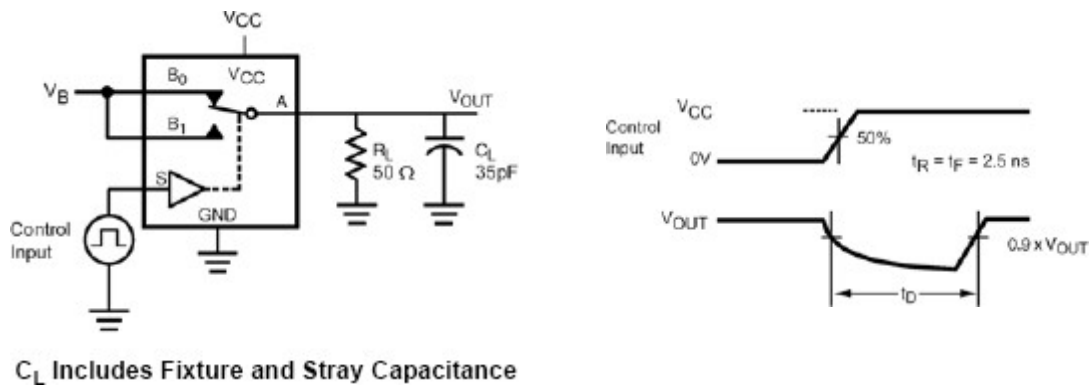 VCC
VCC
B0
A
VB
VOUT
B1
RL
50 Ω
CL
35pF
S
GND
Control
Input
CL Includes Fixture and Stray Capacitance
VCC
Control
Input
50%
0V
tR = tF = 2.5 ns
VOUT
0.9 x VOUT
tD